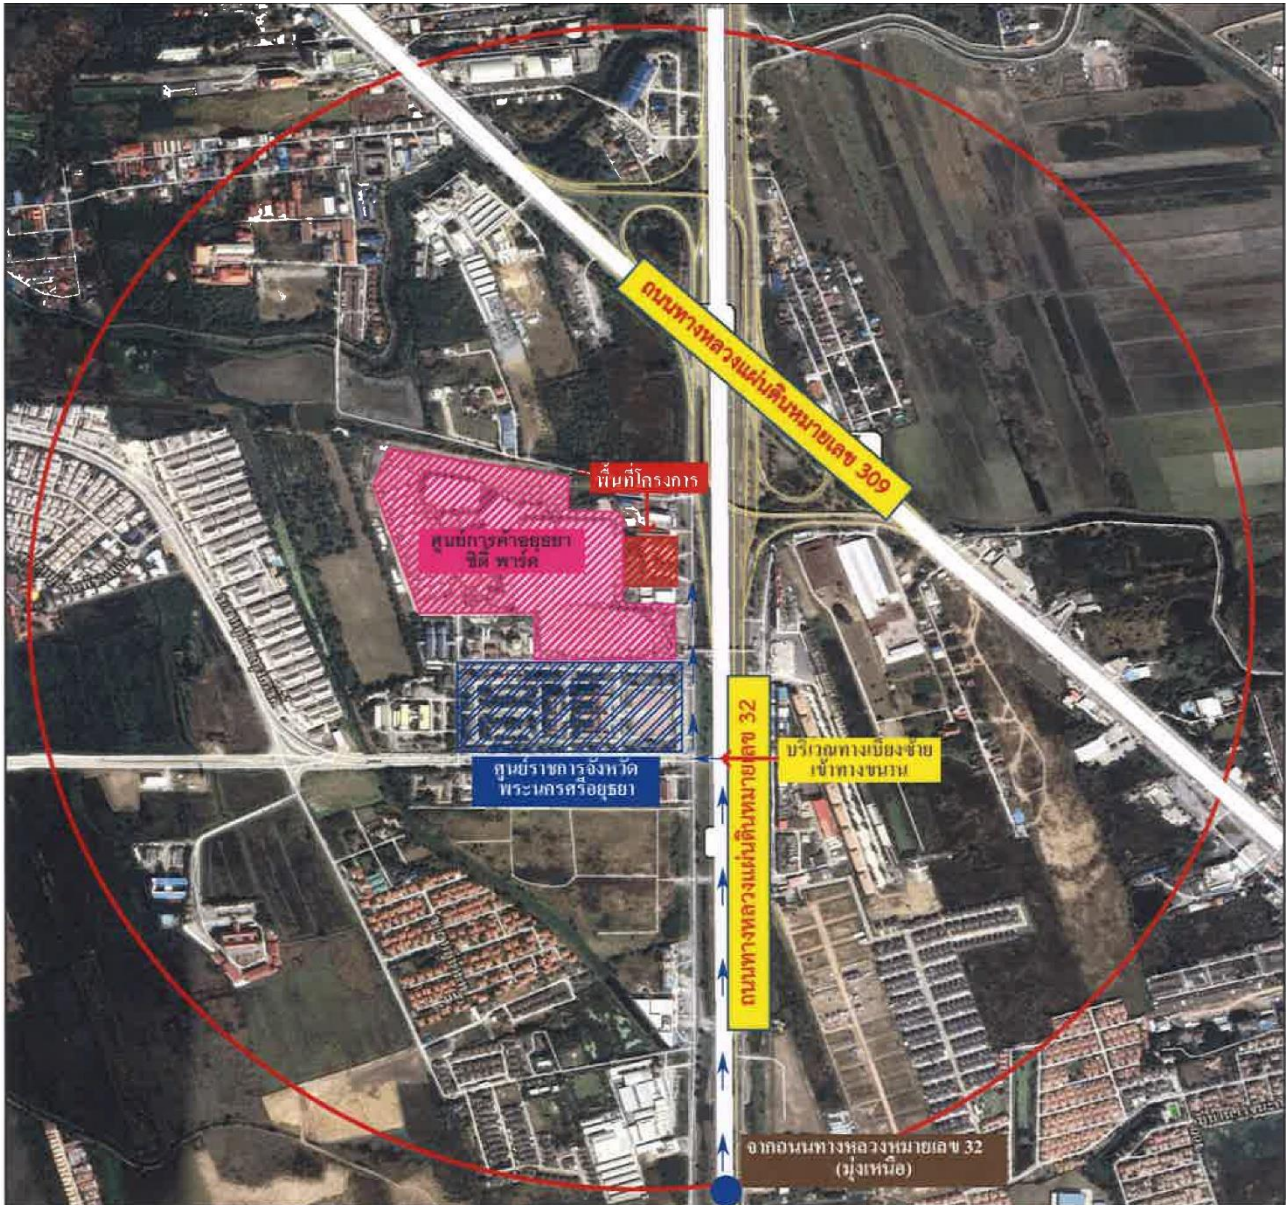 ถนนทางหลวงแผ่นดินหมายเลข 309
พื้นที่โครงการ
ศูนย์การค้าอยุธยา
ซิตี้ พาร์ค
ถนนทางหลวงแผ่นดินหมายเลข 32
บริเวณทางเบี่ยงซ้าย
เข้าทางขนาน
ศูนย์ราชการจังหวัด
พระนครศรีอยุธยา
จากถนนทางหลวงหมายเลข 32
(มุ่งเหนือ)